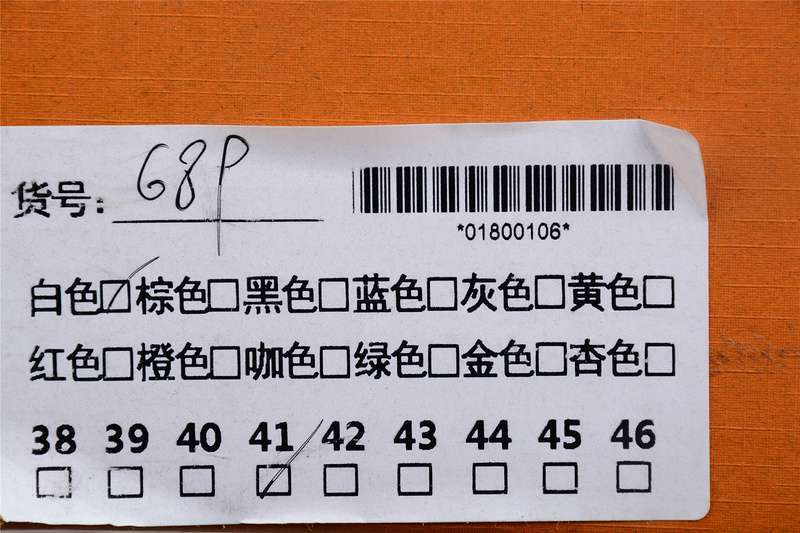 货号: G8P
*01800106*
白色☑棕色□黑色□蓝色□灰色□黄色□
红色□橙色□咖色□绿色□金色□杏色□
38 39 40 41 42 43 44 45 46
□ □ □ ☑ □ □ □ □ □